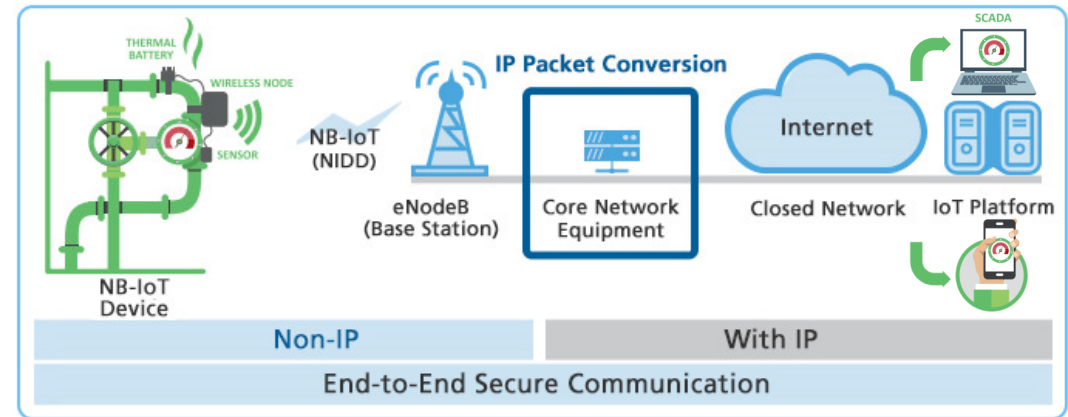 SCADA
THERMAL
BATTERY
IP Packet Conversion
WIRELESS NODE
NB-IoT
(NIDD)
Internet
SENSOR
eNodeB
(Base Station)
Core Network
Equipment
Closed Network
IoT Platform
NB-IoT
Device
Non-IP
With IP
End-to-End Secure Communication